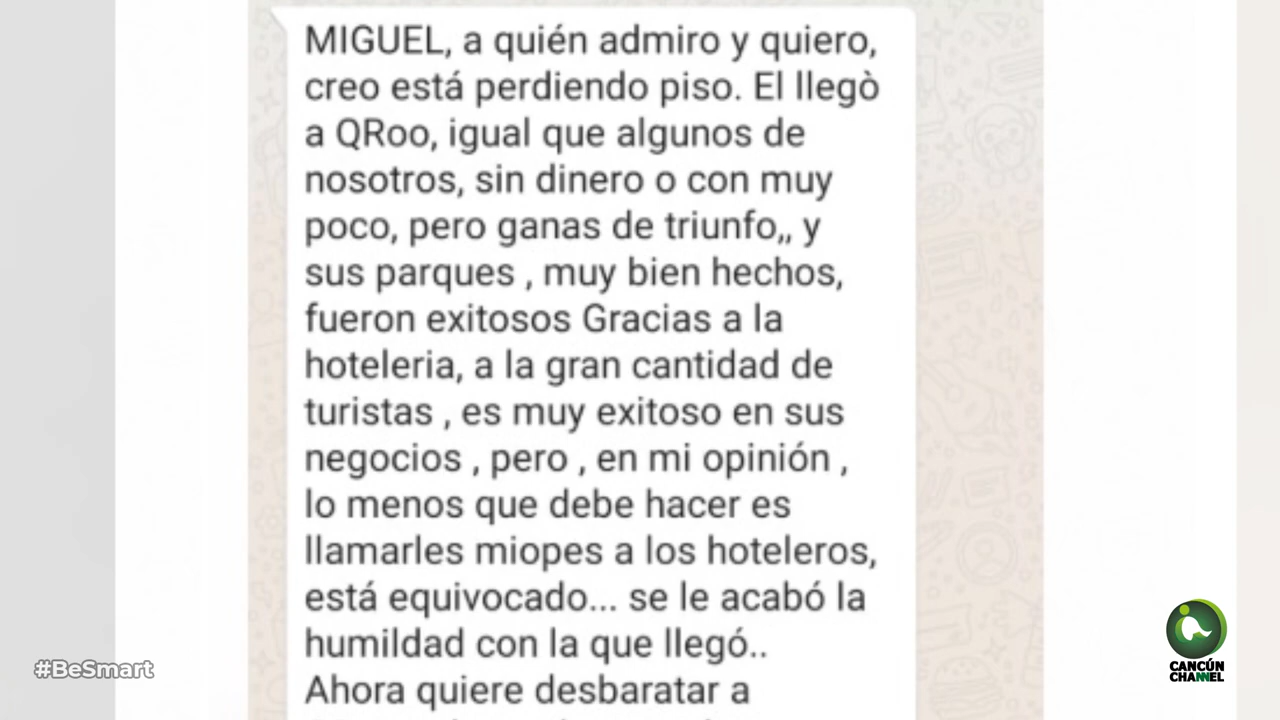 MIGUEL, a quién admiro y quiero,
creo está perdiendo piso. El llegò
a QRoo, igual que algunos de
nosotros, sin dinero o con muy
poco, pero ganas de triunfo,, y
sus parques , muy bien hechos,
fueron exitosos Gracias a la
hoteleria, a la gran cantidad de
turistas , es muy exitoso en sus
negocios , pero , en mi opinión ,
lo menos que debe hacer es
llamarles miopes a los hoteleros,
está equivocado... se le acabó la
humildad con la que llegó..
Ahora quiere desbaratar a
#BeSmart
CANCÚN
CHANNEL